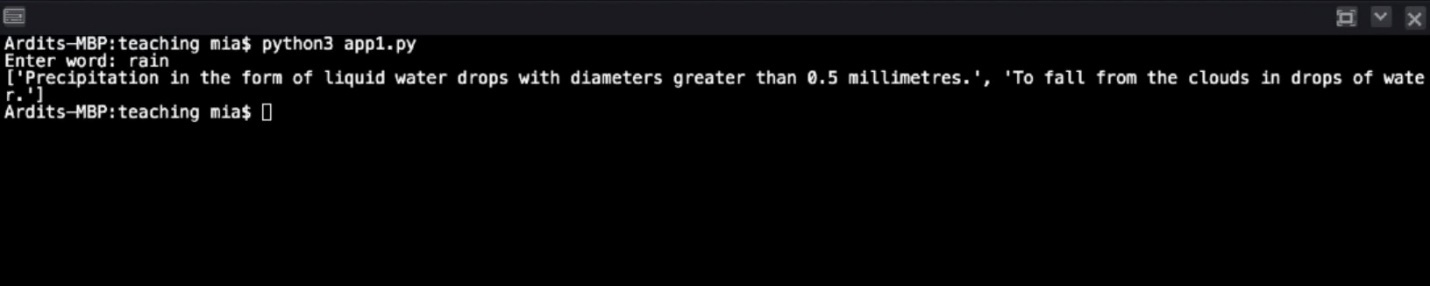 Ardits-MBP:teaching mia$ python3 app1.py
Enter word: rain
['Precipitation in the form of liquid water drops with diameters greater than 0.5 millimetres.', 'To fall from the clouds in drops of wate
r.']
Ardits-MBP:teaching mia$